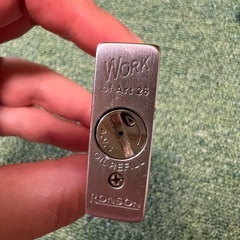 WORK
of Art 26
OIL REFILL
RONSON